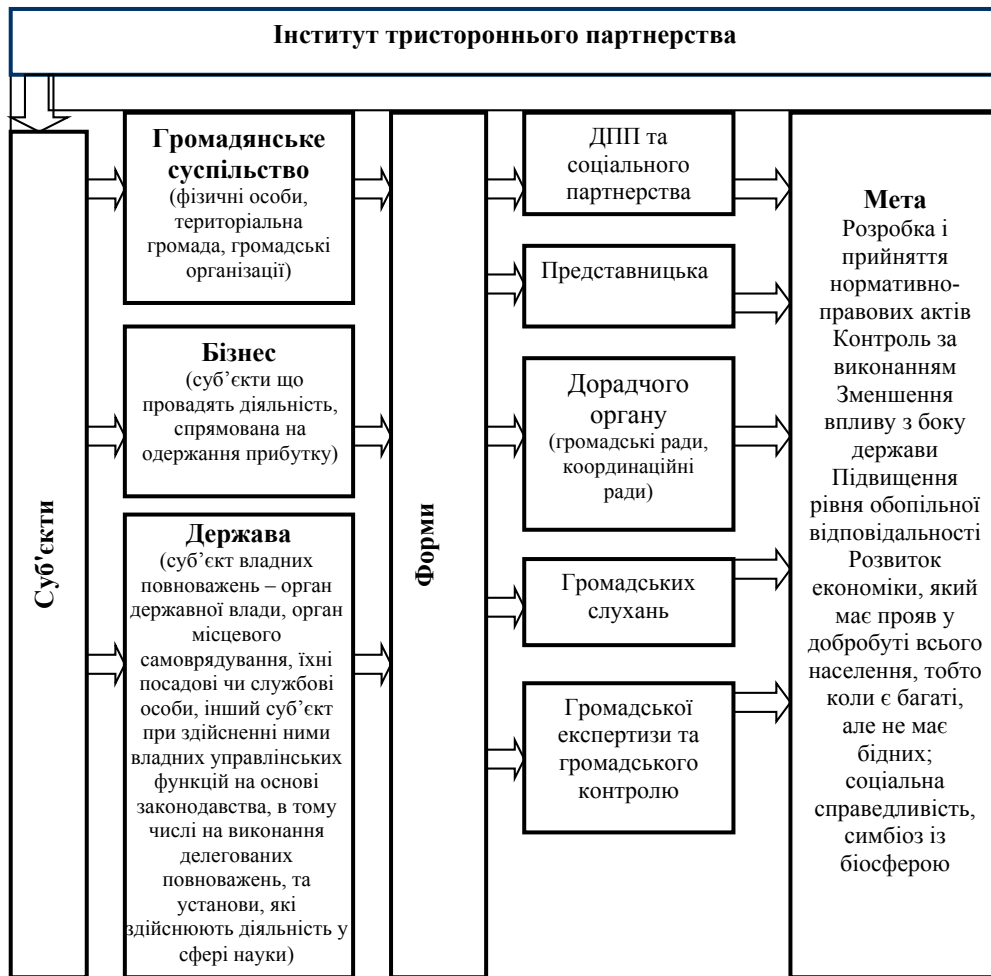 Інститут тристороннього партнерства
Суб'єкти
Громадянське
суспільство
(фізичні особи,
територіальна
громада, громадські
організації)
Бізнес
(суб’єкти що
провадять діяльність,
спрямована на
одержання прибутку)
Держава
(суб’єкт владних
повноважень – орган
державної влади, орган
місцевого
самоврядування, їхні
посадові чи службові
особи, інший суб’єкт
при здійсненні ними
владних управлінських
функцій на основі
законодавства, в тому
числі на виконання
делегованих
повноважень, та
установи, які
здійснюють діяльність у
сфері науки)
Форми
ДПП та
соціального
партнерства
Представницька
Дорадчого
органу
(громадські ради,
координаційні
ради)
Громадських
слухань
Громадської
експертизи та
громадського
контролю
Мета
Розробка і
прийняття
нормативно-
правових актів
Контроль за
виконанням
Зменшення
впливу з боку
держави
Підвищення
рівня обопільної
відповідальності
Розвиток
економіки, який
має прояв у
добробуті всього
населення, тобто
коли є багаті,
але не має
бідних;
соціальна
справедливість,
симбіоз із
біосферою